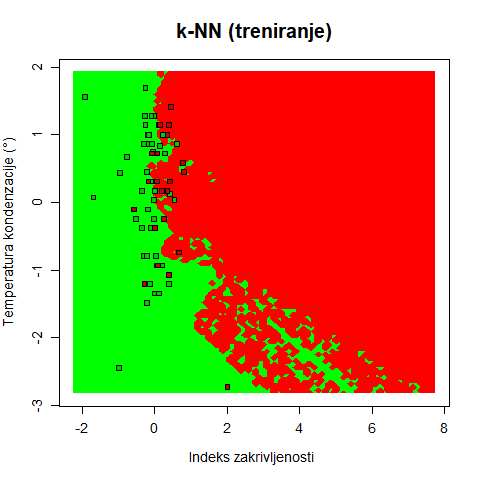 k-NN (treniranje)
Temperatura kondenzacije (°)
2
1
0
-1
-2
-3
-2 0 2 4 6 8
Indeks zakrivljenosti